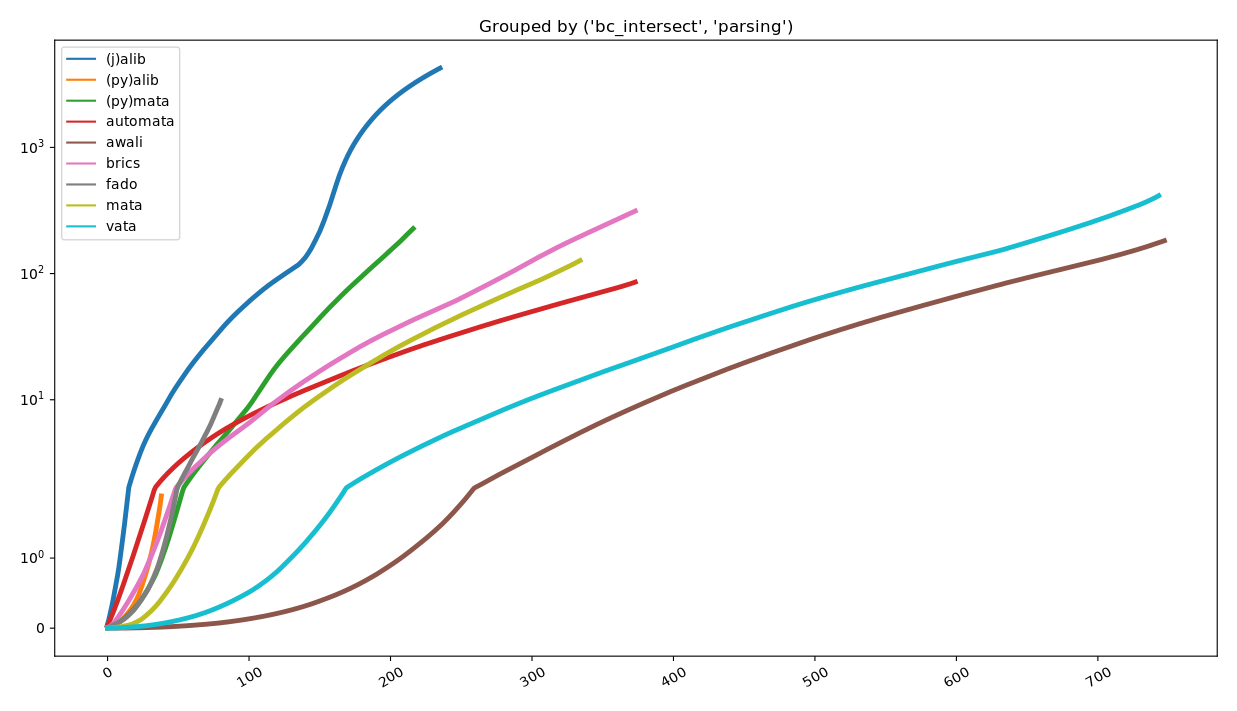 Grouped by ('bc_intersect', 'parsing')
(j)alib
(py)alib
(py)mata
automata
awali
brics
fado
mata
vata
10³
10²
10¹
10⁰
0
0 100 200 300 400 500 600 700